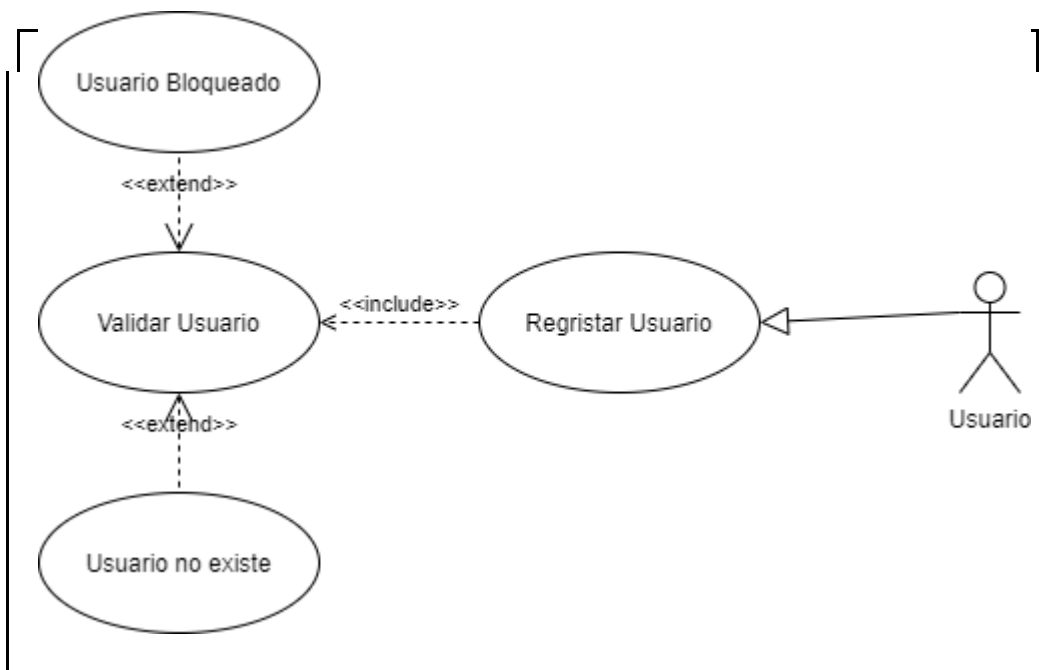 Usuario Bloqueado
<<extend>>
Validar Usuario
<<include>>
Regristar Usuario
Usuario
<<extend>>
Usuario no existe